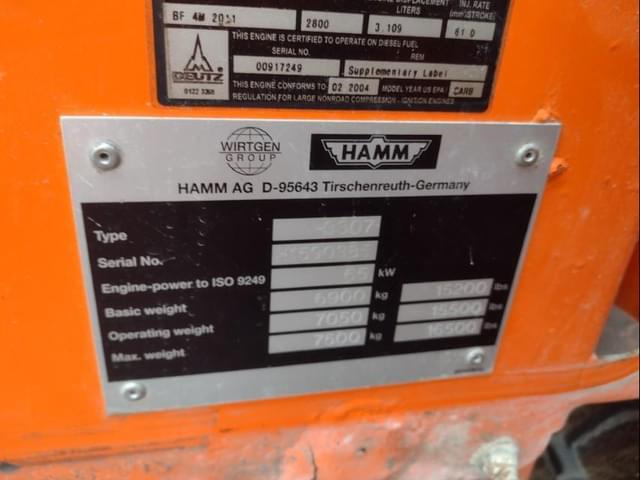 DISPLACEMENT INJ. RATE
LITERS (mm³/STROKE)
BF 4M 2011 2800 3.109 61.0
THIS ENGINE IS CERTIFIED TO OPERATE ON DIESEL FUEL
SERIAL NO. REM
00917249 Supplementary Label
DEUTZ
0122 3268
THIS ENGINE CONFORMS TO 02 2004 MODEL YEAR US EPA / CARB
REGULATION FOR LARGE NONROAD COMPRESSION - IGNITION ENGINES
WIRTGEN
GROUP
HAMM
HAMM AG D-95643 Tirschenreuth-Germany
Type 3307
Serial No.
Engine-power to ISO 9249 65 kW
Basic weight 6900 kg 15200 lbs
Operating weight 7050 kg 15500 lbs
Max. weight 7500 kg 16500 lbs